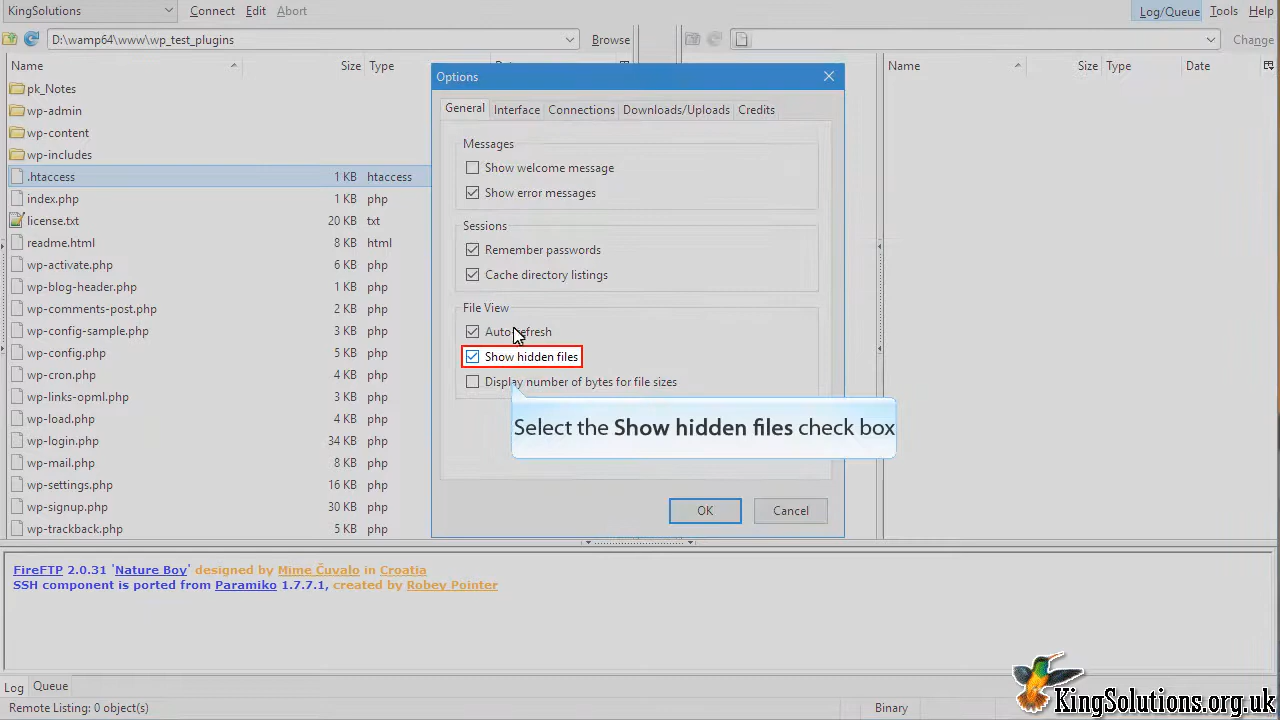 KingSolutions Connect Edit Abort Log/Queue Tools Help
D:\wamp64\www\wp_test_plugins Browse Change
Name Size Type
Name Size Type Date
pk_Notes
wp-admin
wp-content
wp-includes
.htaccess 1 KB htaccess
index.php 1 KB php
license.txt 20 KB txt
readme.html 8 KB html
wp-activate.php 6 KB php
wp-blog-header.php 1 KB php
wp-comments-post.php 2 KB php
wp-config-sample.php 3 KB php
wp-config.php 5 KB php
wp-cron.php 4 KB php
wp-links-opml.php 3 KB php
wp-load.php 4 KB php
wp-login.php 34 KB php
wp-mail.php 8 KB php
wp-settings.php 16 KB php
wp-signup.php 30 KB php
wp-trackback.php 5 KB php
Options
General Interface Connections Downloads/Uploads Credits
Messages
Show welcome message
Show error messages
Sessions
Remember passwords
Cache directory listings
File View
Auto-refresh
Show hidden files
Display number of bytes for file sizes
Select the Show hidden files check box
OK Cancel
FireFTP 2.0.31 'Nature Boy' designed by Mime Čuvalo in Croatia
SSH component is ported from Paramiko 1.7.7.1, created by Robey Pointer
Log Queue
Remote Listing: 0 object(s) Binary
KingSolutions.org.uk